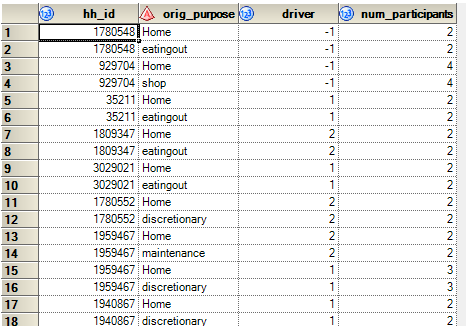 hh_id orig_purpose driver num_participants
1 1780548 Home -1 2
2 1780548 eatingout -1 2
3 929704 Home -1 4
4 929704 shop -1 4
5 35211 Home 1 2
6 35211 eatingout 1 2
7 1809347 Home 2 2
8 1809347 eatingout 2 2
9 3029021 Home 1 2
10 3029021 eatingout 1 2
11 1780552 Home 2 2
12 1780552 discretionary 2 2
13 1959467 Home 2 2
14 1959467 maintenance 2 2
15 1959467 Home 1 3
16 1959467 discretionary 1 3
17 1940867 Home 1 2
18 1940867 discretionary 1 2